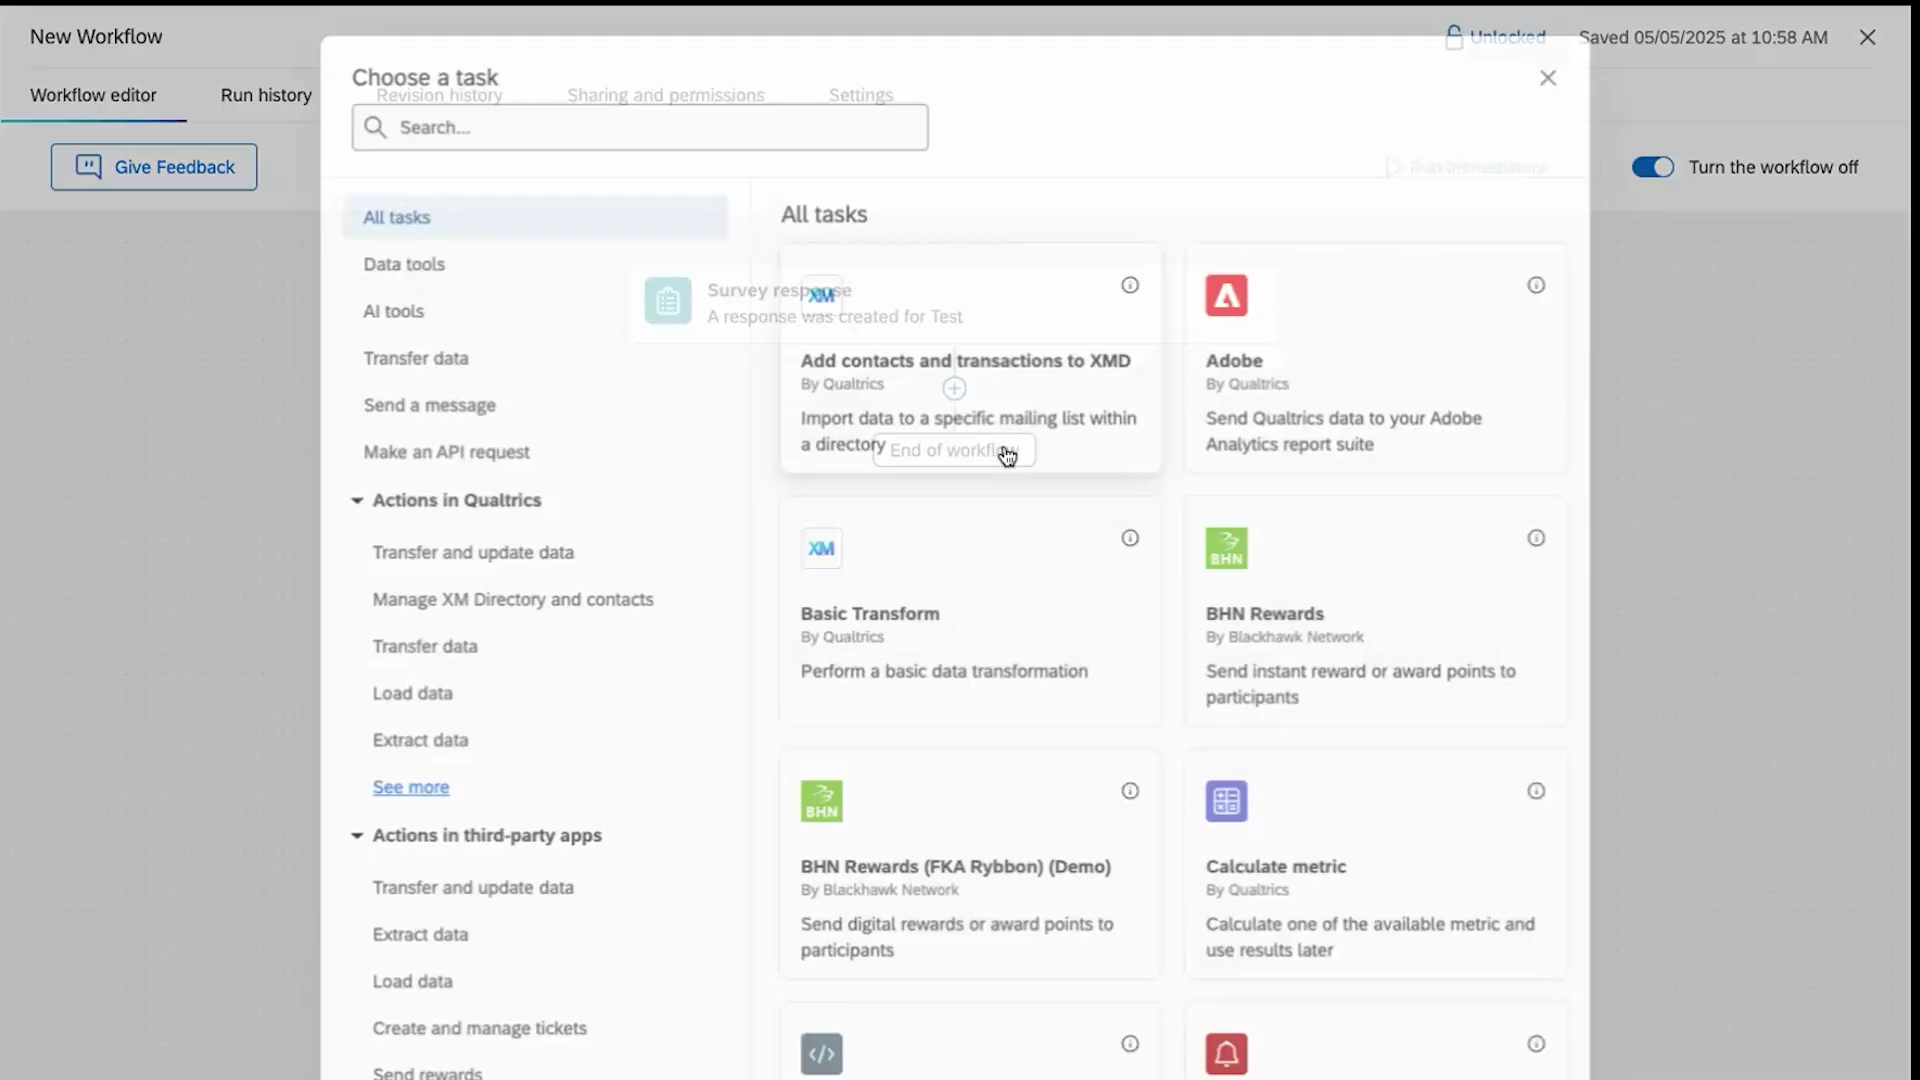 New Workflow
Unlocked
Saved 05/05/2025 at 10:58 AM
Choose a task
Workflow editor
Run history
Revision history
Sharing and permissions
Settings
Search...
Give Feedback
Run immediately
Turn the workflow off
All tasks
Data tools
AI tools
Transfer data
Send a message
Make an API request
Actions in Qualtrics
Transfer and update data
Manage XM Directory and contacts
Transfer data
Load data
Extract data
See more
Actions in third-party apps
Transfer and update data
Extract data
Load data
Create and manage tickets
Send rewards
All tasks
Survey response
A response was created for Test
XM
Add contacts and transactions to XMD
By Qualtrics
Import data to a specific mailing list within
a directory
End of workflow
Adobe
By Qualtrics
Send Qualtrics data to your Adobe
Analytics report suite
XM
Basic Transform
By Qualtrics
Perform a basic data transformation
BHN
BHN Rewards
By Blackhawk Network
Send instant reward or award points to
participants
BHN
BHN Rewards (FKA Rybbon) (Demo)
By Blackhawk Network
Send digital rewards or award points to
participants
Calculate metric
By Qualtrics
Calculate one of the available metric and
use results later